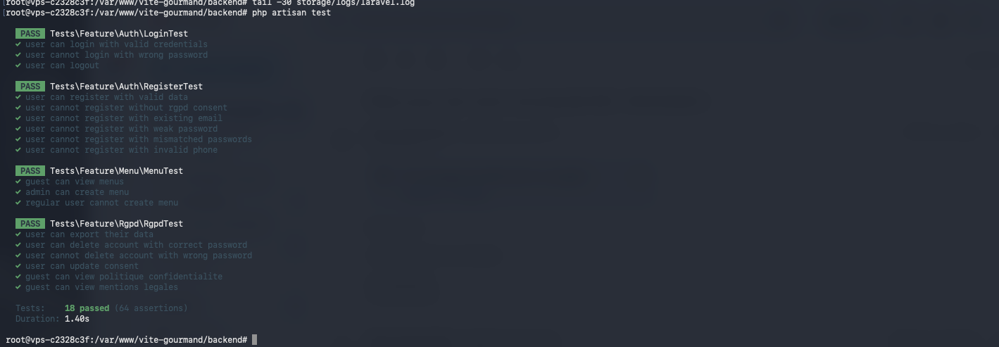 [root@vps-c2328c3f:/var/www/vite-gourmand/backend# tail -30 storage/logs/laravel.log
[root@vps-c2328c3f:/var/www/vite-gourmand/backend# php artisan test
PASS Tests\Feature\Auth\LoginTest
✓ user can login with valid credentials
✓ user cannot login with wrong password
✓ user can logout
PASS Tests\Feature\Auth\RegisterTest
✓ user can register with valid data
✓ user cannot register without rgpd consent
✓ user cannot register with existing email
✓ user cannot register with weak password
✓ user cannot register with mismatched passwords
✓ user cannot register with invalid phone
PASS Tests\Feature\Menu\MenuTest
✓ guest can view menus
✓ admin can create menu
✓ regular user cannot create menu
PASS Tests\Feature\Rgpd\RgpdTest
✓ user can export their data
✓ user can delete account with correct password
✓ user cannot delete account with wrong password
✓ user can update consent
✓ guest can view politique confidentialite
✓ guest can view mentions legales
Tests: 18 passed (64 assertions)
Duration: 1.40s
root@vps-c2328c3f:/var/www/vite-gourmand/backend#